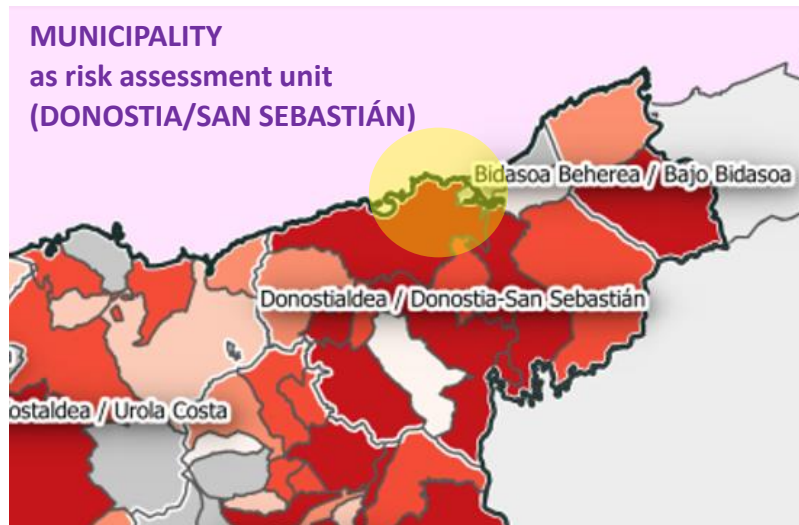 MUNICIPALITY
as risk assessment unit
(DONOSTIA/SAN SEBASTIÁN)
Bidasoa Beherea / Bajo Bidasoa
Donostialdea / Donostia-San Sebastián
ostaldea / Urola Costa